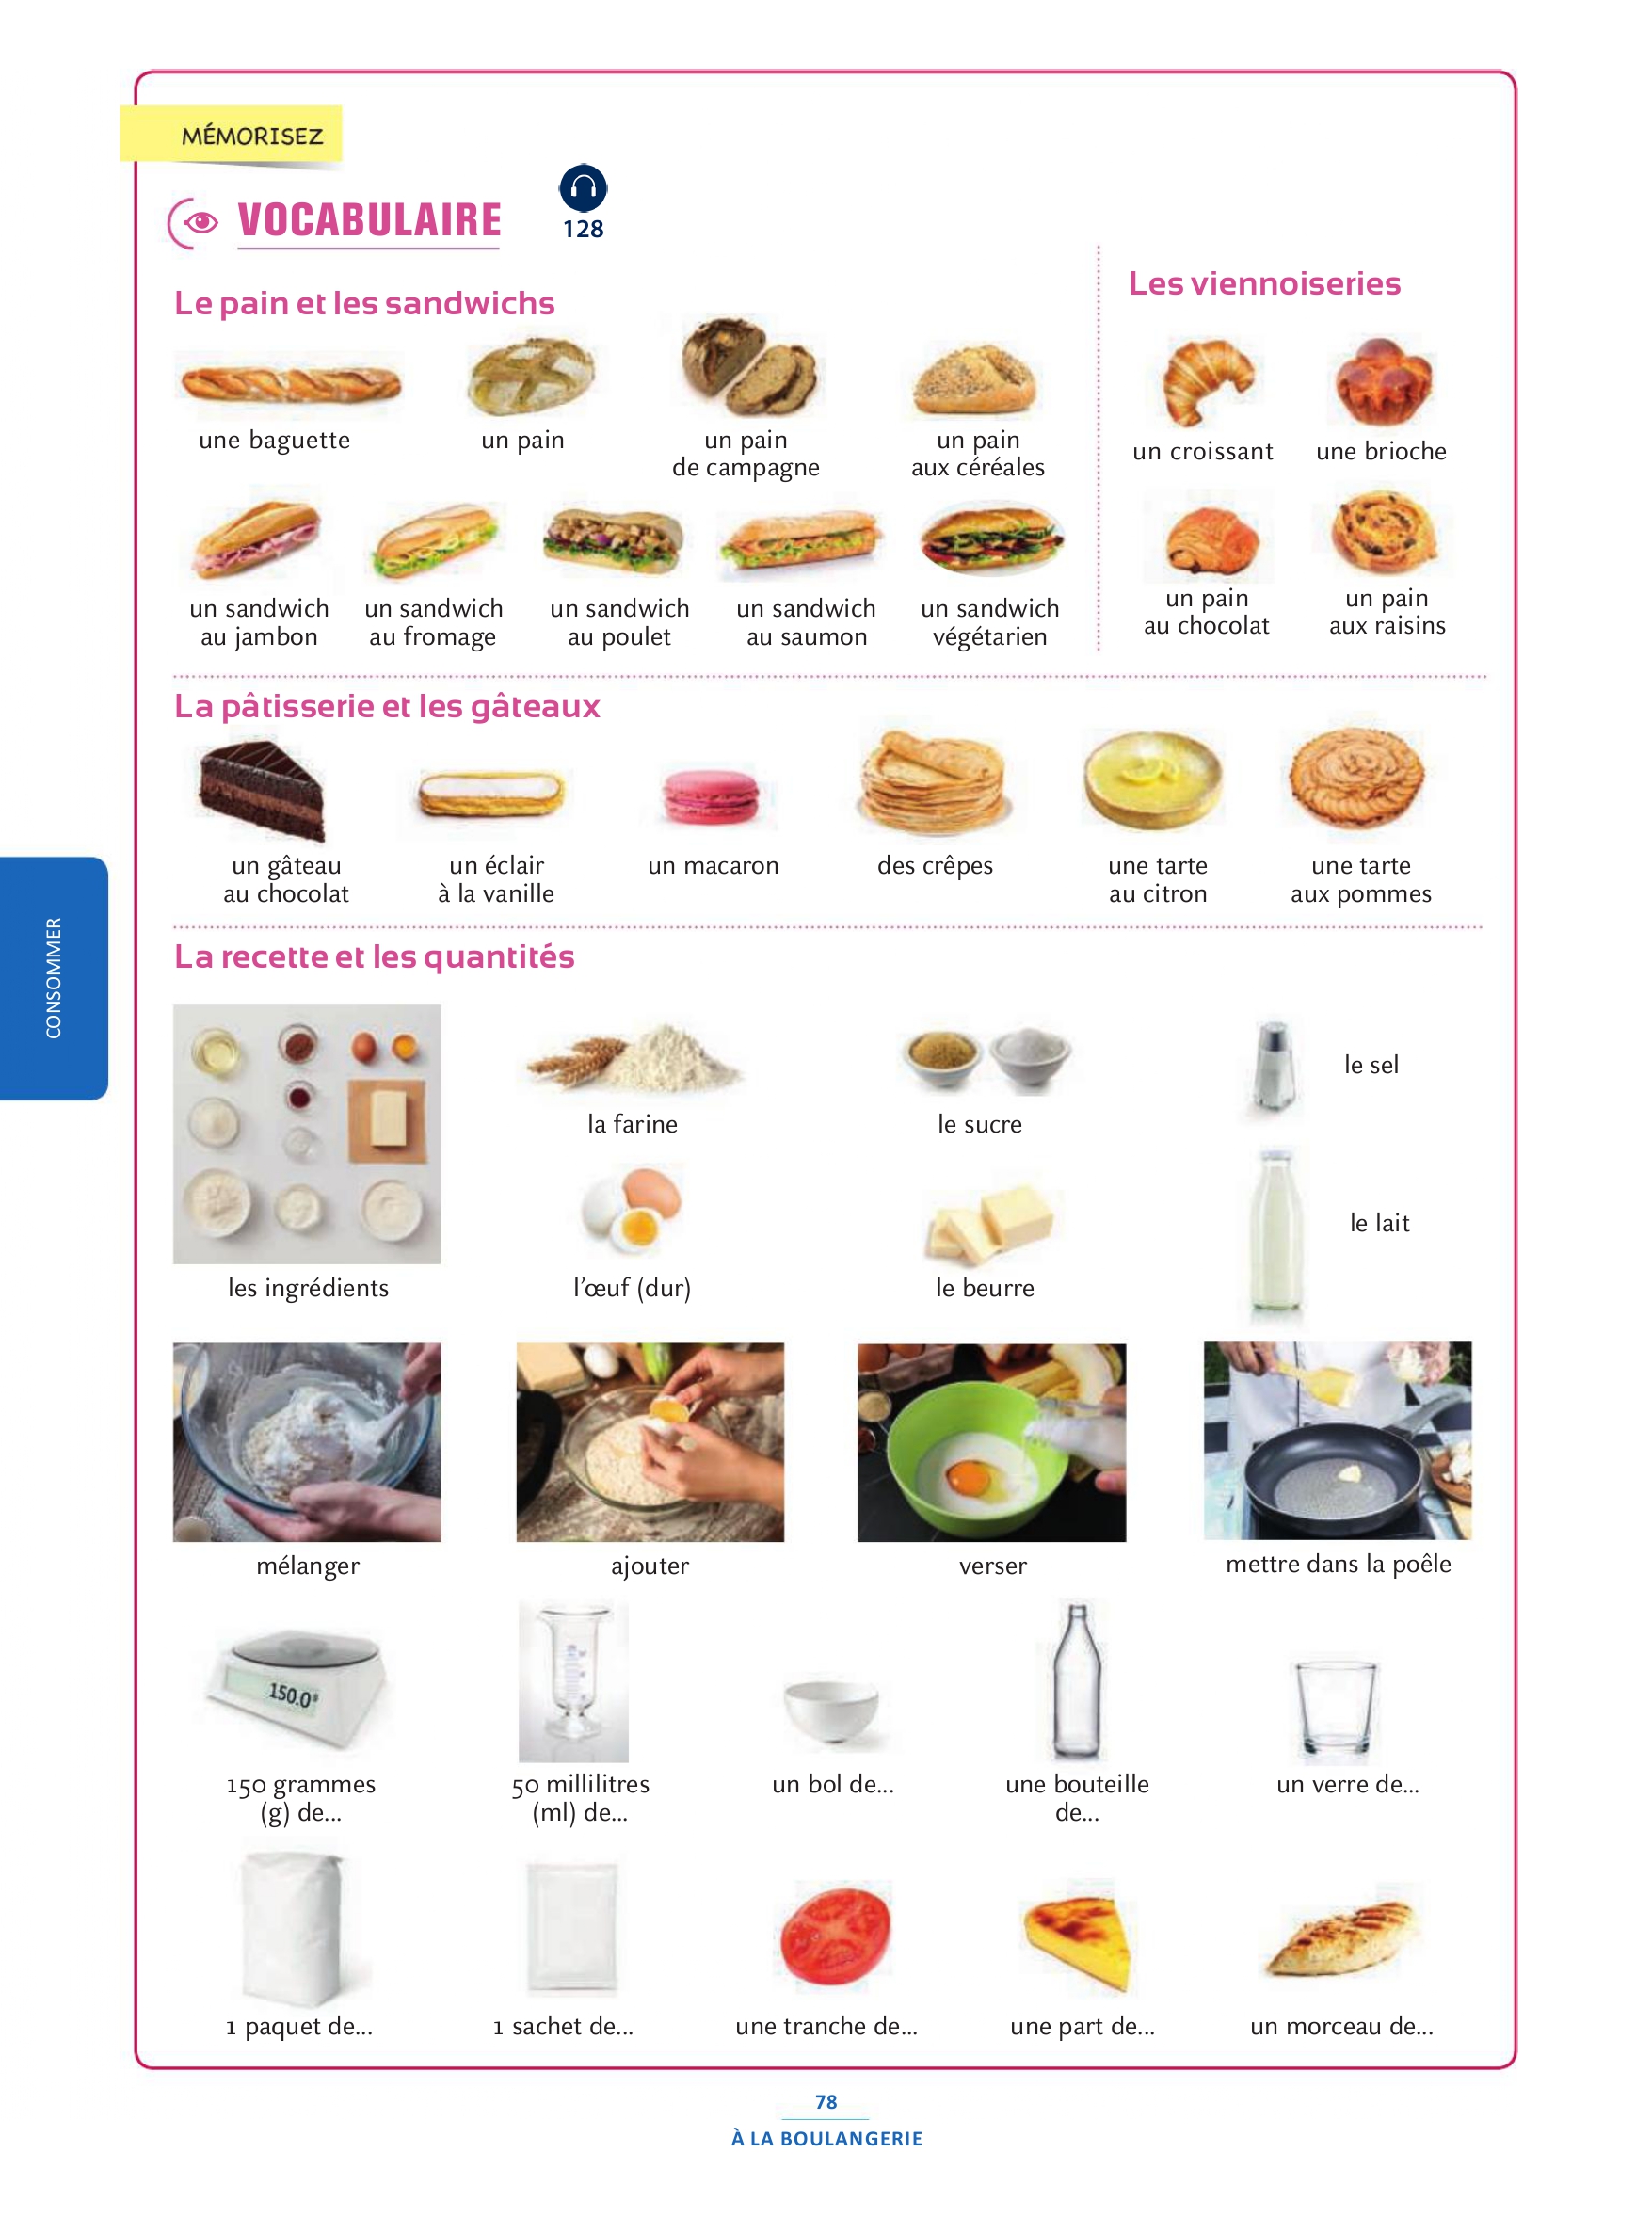 MÉMORISEZ
VOCABULAIRE
128
Le pain et les sandwichs
une baguette
un pain
un pain
de campagne
un pain
aux céréales
un sandwich
au jambon
un sandwich
au fromage
un sandwich
au poulet
un sandwich
au saumon
un sandwich
végétarien
Les viennoiseries
un croissant
une brioche
un pain
au chocolat
un pain
aux raisins
La pâtisserie et les gâteaux
un gâteau
au chocolat
un éclair
à la vanille
un macaron
des crêpes
une tarte
au citron
une tarte
aux pommes
CONSOMMER
La recette et les quantités
les ingrédients
la farine
le sucre
le sel
l'œuf (dur)
le beurre
le lait
mélanger
ajouter
verser
mettre dans la poêle
150.0g
150 grammes
(g) de...
50 millilitres
(ml) de...
un bol de...
une bouteille
de...
un verre de...
1 paquet de...
1 sachet de...
une tranche de...
une part de...
un morceau de...
78
À LA BOULANGERIE